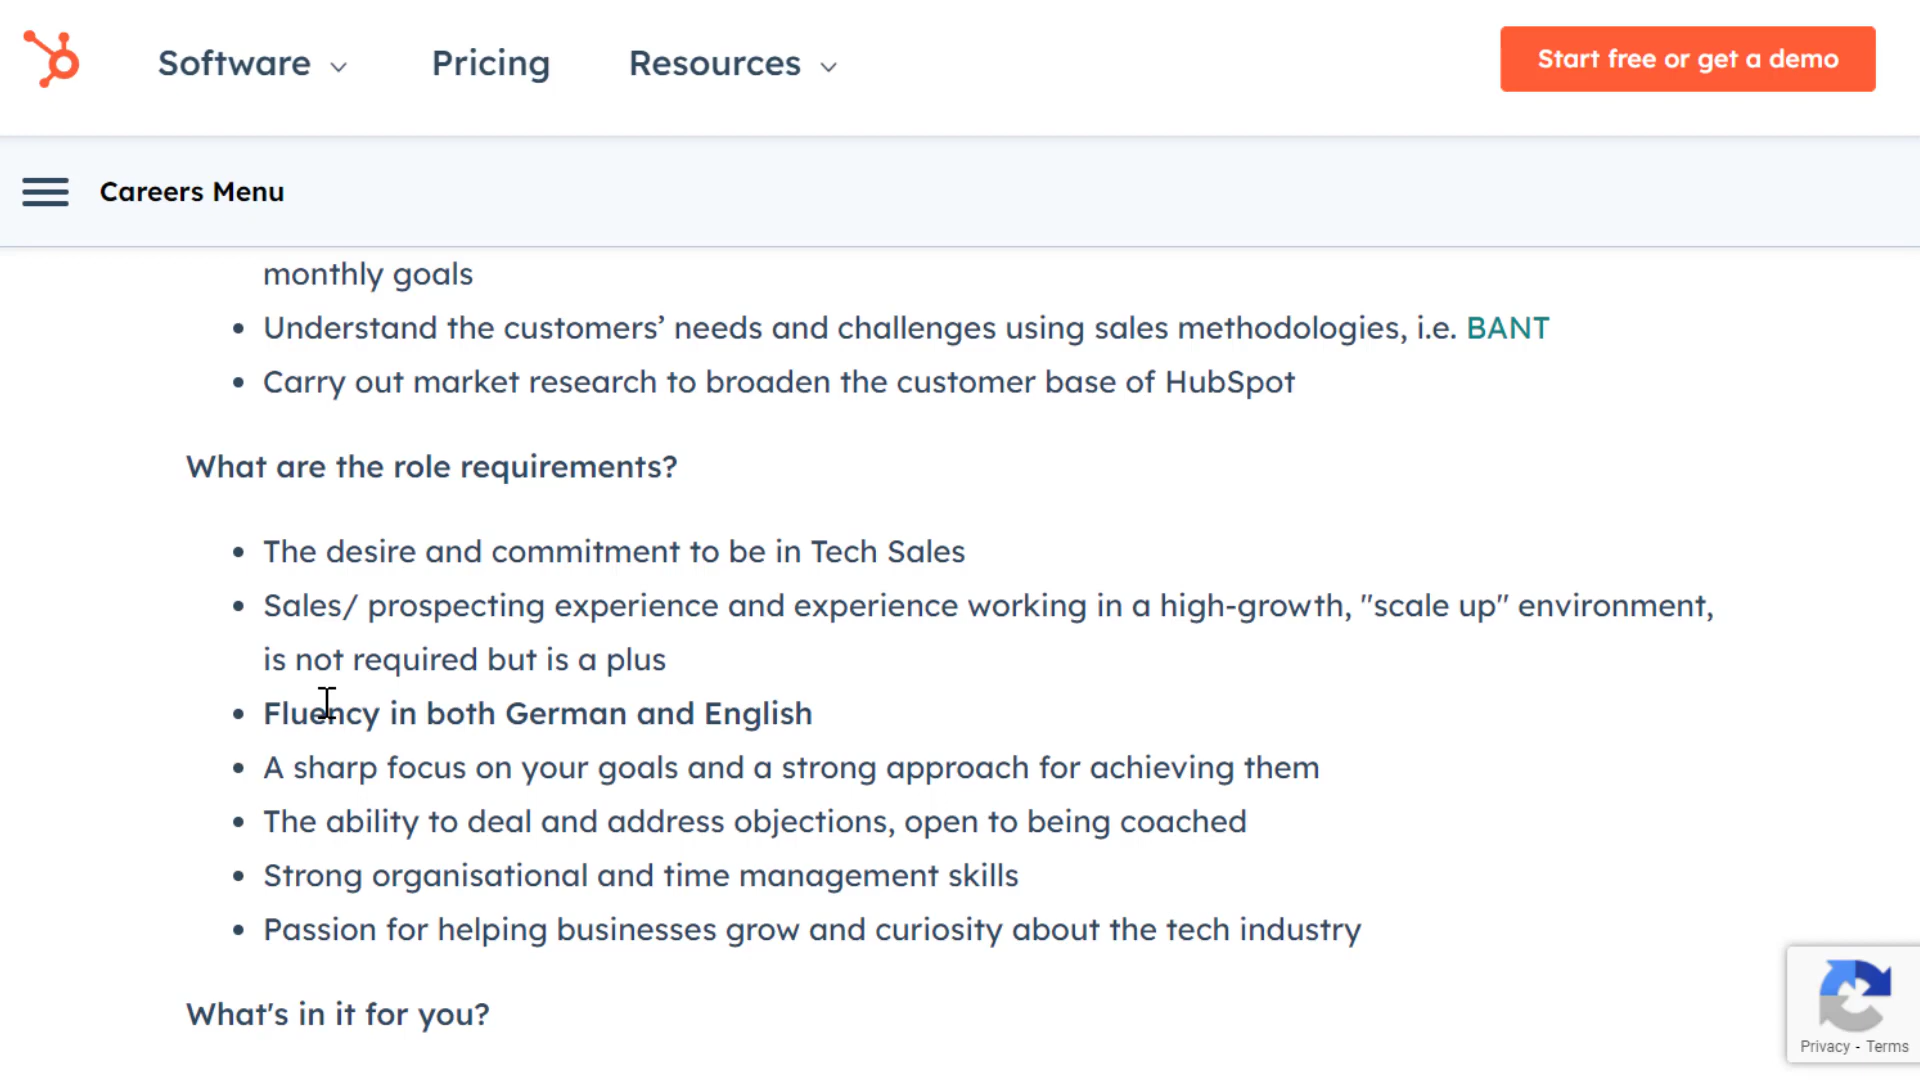 Software Pricing Resources Start free or get a demo
Careers Menu
monthly goals
• Understand the customers’ needs and challenges using sales methodologies, i.e. BANT
• Carry out market research to broaden the customer base of HubSpot
What are the role requirements?
• The desire and commitment to be in Tech Sales
• Sales/ prospecting experience and experience working in a high-growth, "scale up" environment,
is not required but is a plus
• Fluency in both German and English
• A sharp focus on your goals and a strong approach for achieving them
• The ability to deal and address objections, open to being coached
• Strong organisational and time management skills
• Passion for helping businesses grow and curiosity about the tech industry
What's in it for you?
Privacy - Terms